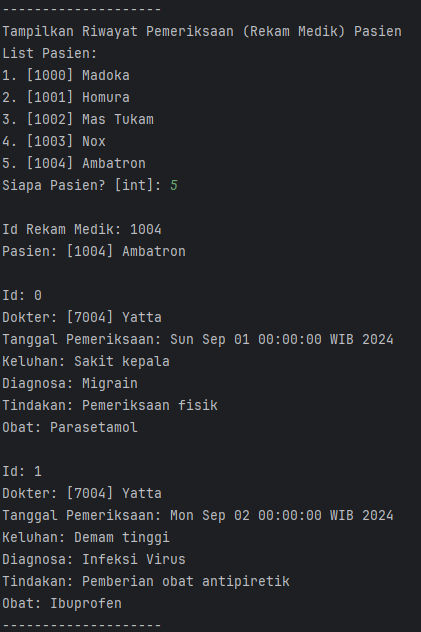 --------------------
Tampilkan Riwayat Pemeriksaan (Rekam Medik) Pasien
List Pasien:
1. [1000] Madoka
2. [1001] Homura
3. [1002] Mas Tukam
4. [1003] Nox
5. [1004] Ambatron
Siapa Pasien? [int]: 5

Id Rekam Medik: 1004
Pasien: [1004] Ambatron

Id: 0
Dokter: [7004] Yatta
Tanggal Pemeriksaan: Sun Sep 01 00:00:00 WIB 2024
Keluhan: Sakit kepala
Diagnosa: Migrain
Tindakan: Pemeriksaan fisik
Obat: Parasetamol

Id: 1
Dokter: [7004] Yatta
Tanggal Pemeriksaan: Mon Sep 02 00:00:00 WIB 2024
Keluhan: Demam tinggi
Diagnosa: Infeksi Virus
Tindakan: Pemberian obat antipiretik
Obat: Ibuprofen
--------------------